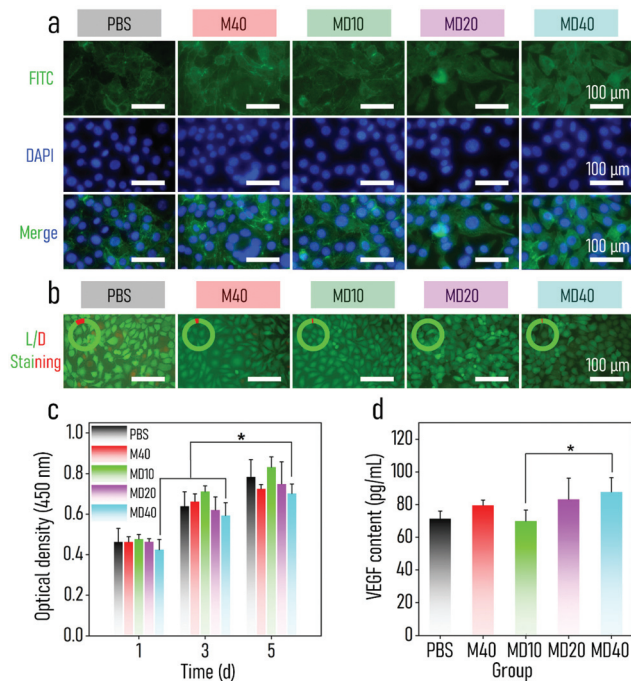 a
PBS M40 MD10 MD20 MD40
FITC
100 µm
DAPI
100 µm
Merge
100 µm
b
PBS M40 MD10 MD20 MD40
L/D
Staining
100 µm
c
Optical density (450 nm)
1.0
0.8
0.6
0.4
0.2
0.0
PBS
M40
MD10
MD20
MD40
*
1 3 5
Time (d)
d
VEGF content (pg/mL)
120
100
80
60
40
20
0
*
PBS M40 MD10 MD20 MD40
Group